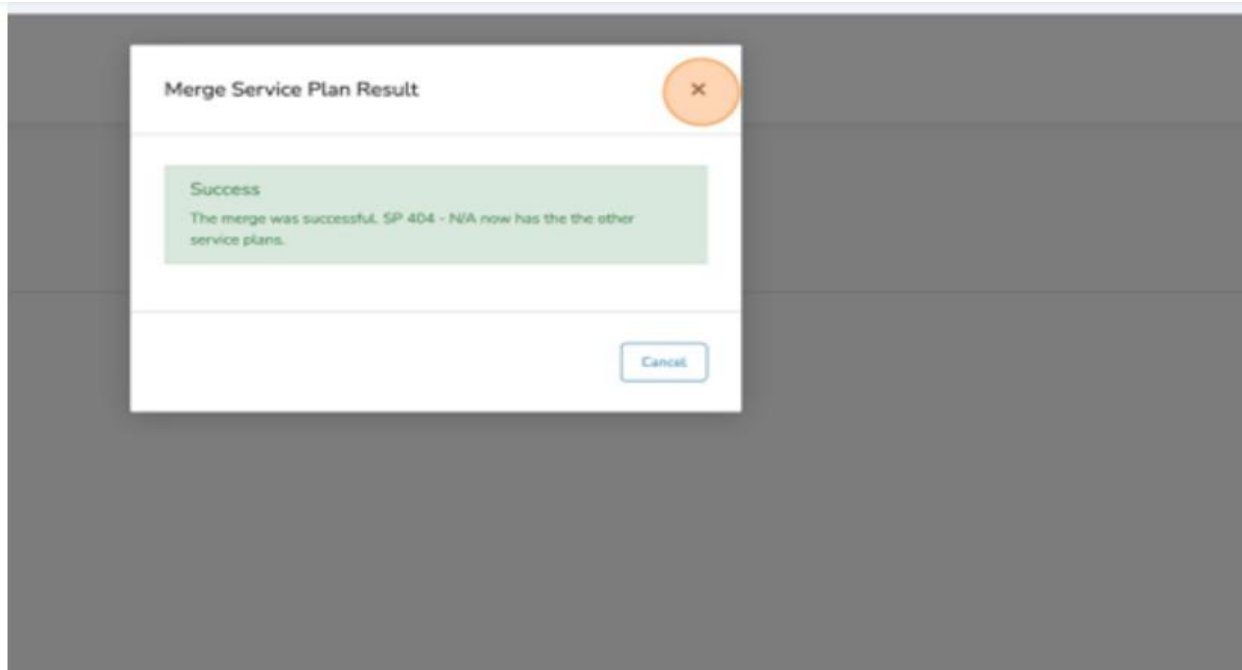 Merge Service Plan Result
×
Success
The merge was successful. SP 404 - N/A now has the the other
service plans.
Cancel